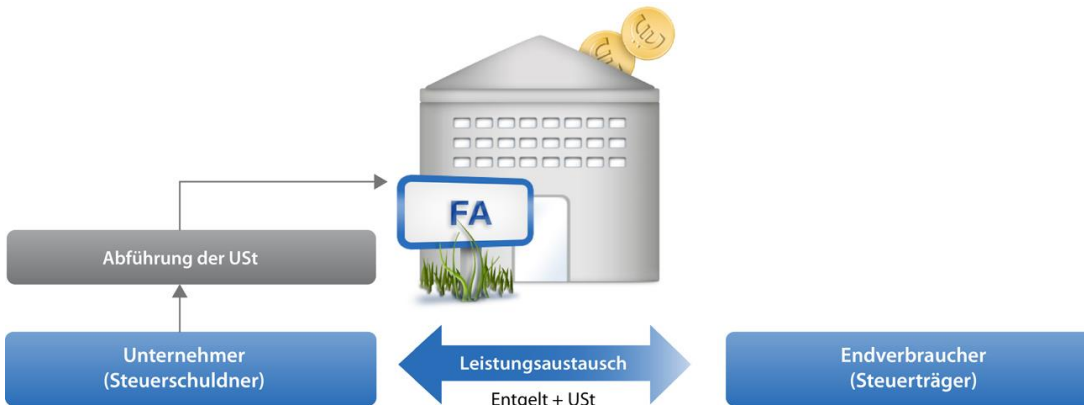 FA
Abführung der USt
Unternehmer
(Steuerschuldner)
Leistungsaustausch
Entgelt + USt
Endverbraucher
(Steuerträger)